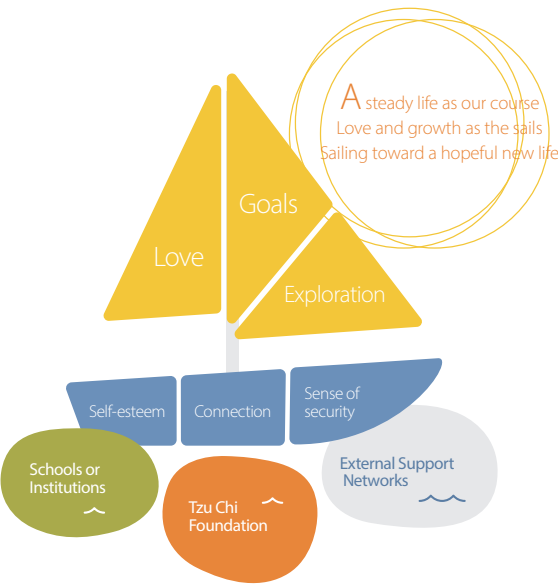 A steady life as our course
Love and growth as the sails
Sailing toward a hopeful new life
Goals
Love
Exploration
Self-esteem
Connection
Sense of
security
Schools or
Institutions
Tzu Chi
Foundation
External Support
Networks